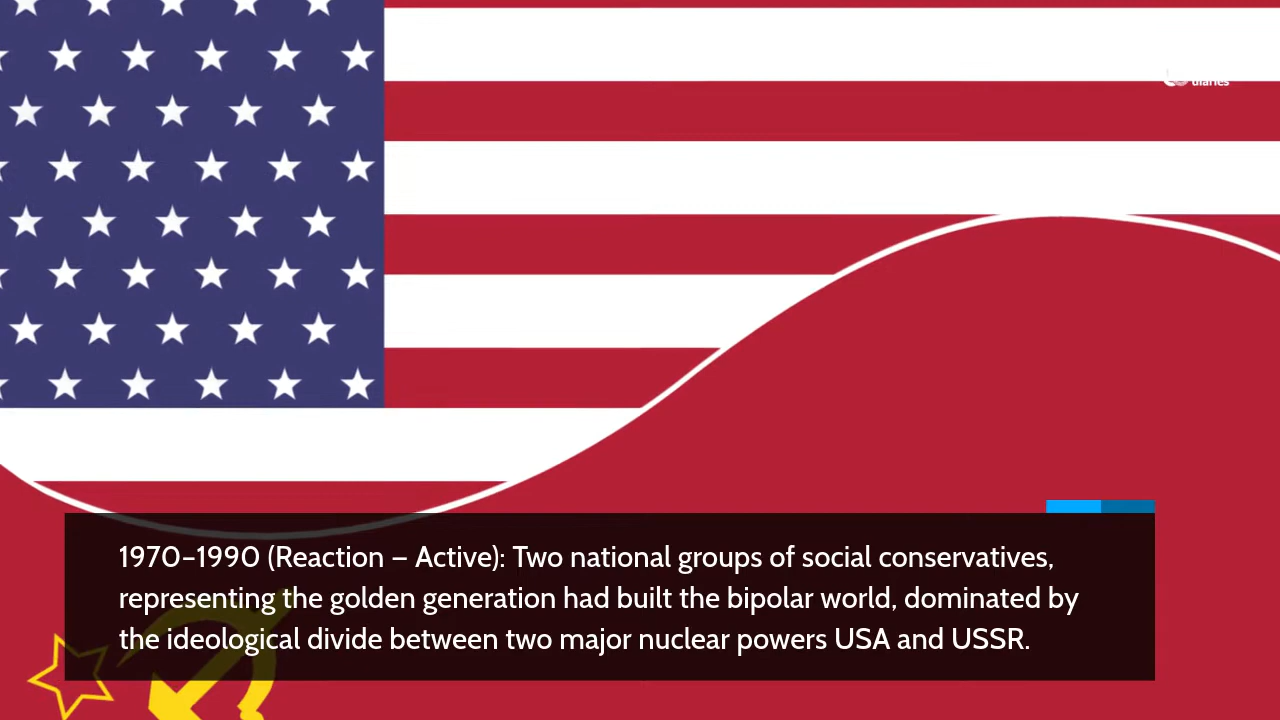 diaries
1970–1990 (Reaction – Active): Two national groups of social conservatives,
representing the golden generation had built the bipolar world, dominated by
the ideological divide between two major nuclear powers USA and USSR.